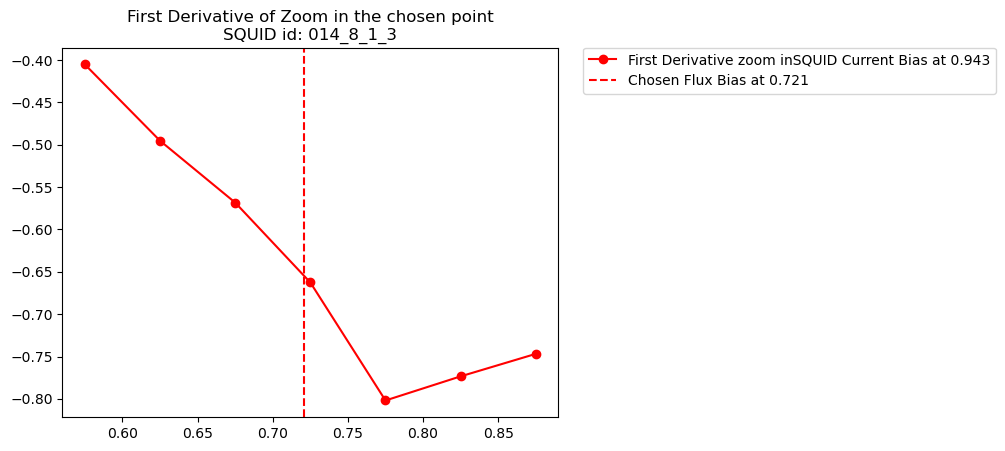 First Derivative of Zoom in the chosen point
SQUID id: 014_8_1_3
First Derivative zoom inSQUID Current Bias at 0.943
Chosen Flux Bias at 0.721
−0.40
−0.45
−0.50
−0.55
−0.60
−0.65
−0.70
−0.75
−0.80
0.60 0.65 0.70 0.75 0.80 0.85